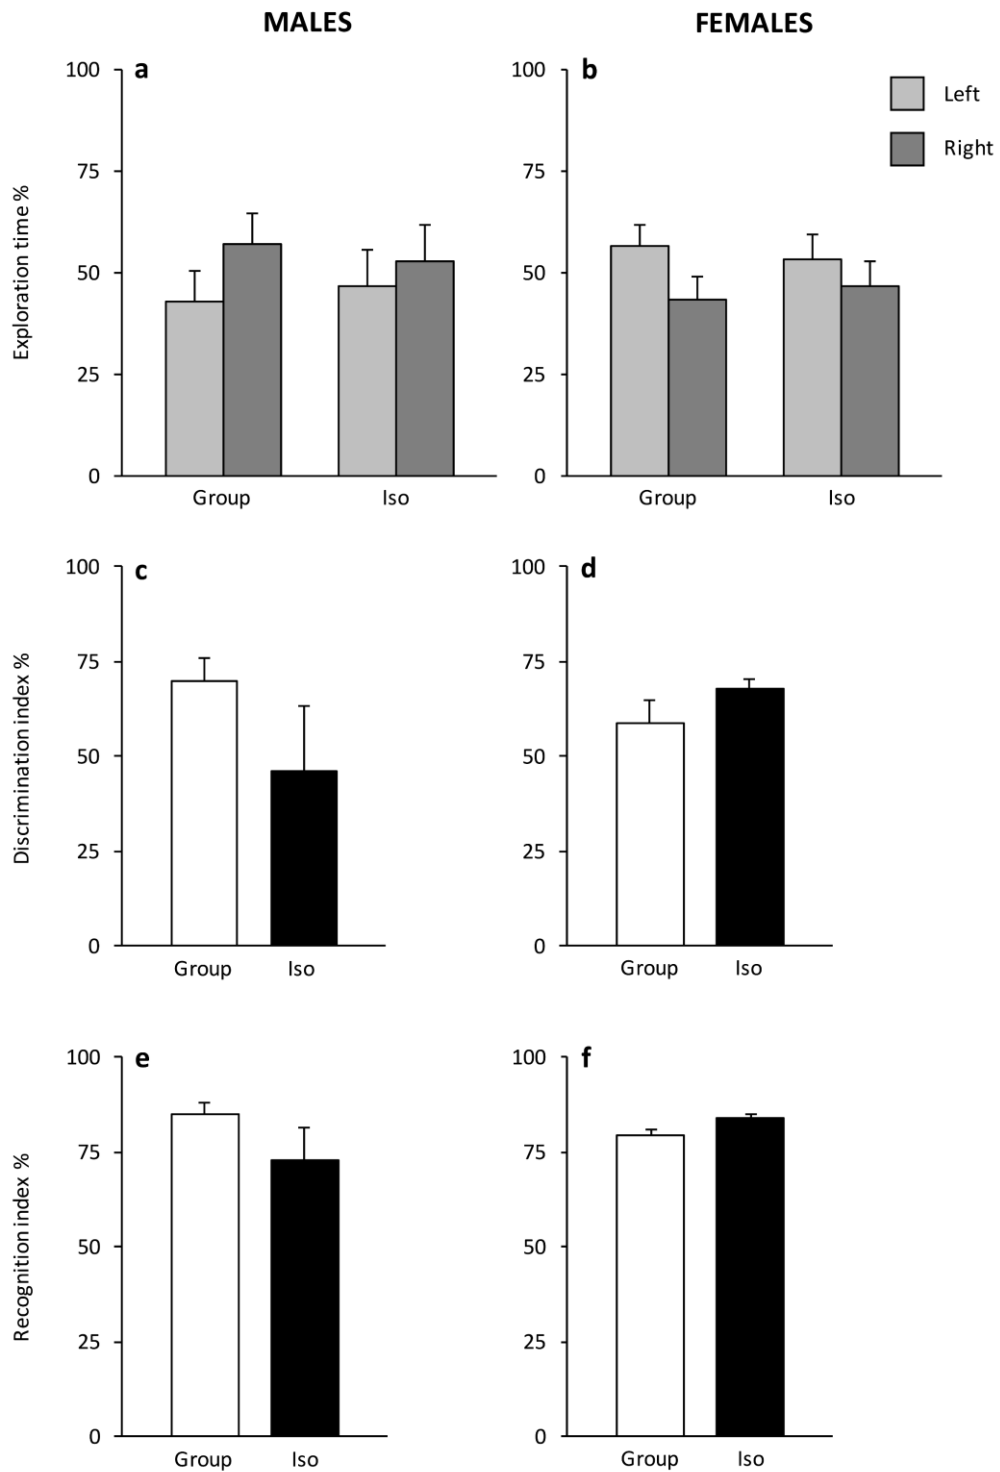 MALES
FEMALES
a
b
100
75
50
25
0
Exploration time %
Group
Iso
100
75
50
25
0
Group
Iso
Left
Right
c
d
100
75
50
25
0
Discrimination index %
Group
Iso
100
75
50
25
0
Group
Iso
e
f
100
75
50
25
0
Recognition index %
Group
Iso
100
75
50
25
0
Group
Iso